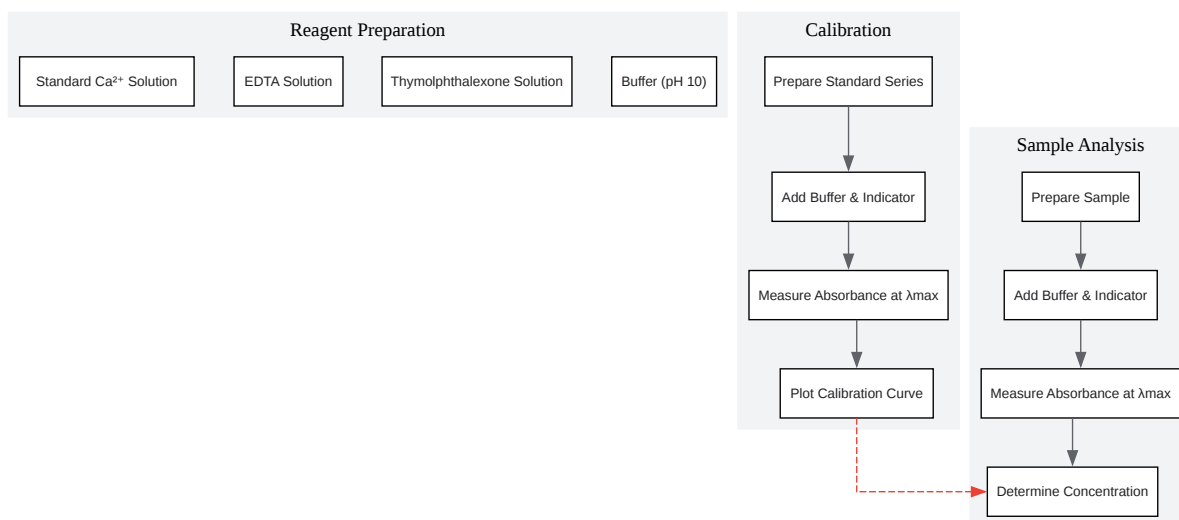 Reagent Preparation
Standard Ca²⁺ Solution
EDTA Solution
Thymolphthalexone Solution
Buffer (pH 10)
Calibration
Prepare Standard Series
Add Buffer & Indicator
Measure Absorbance at λmax
Plot Calibration Curve
Sample Analysis
Prepare Sample
Add Buffer & Indicator
Measure Absorbance at λmax
Determine Concentration